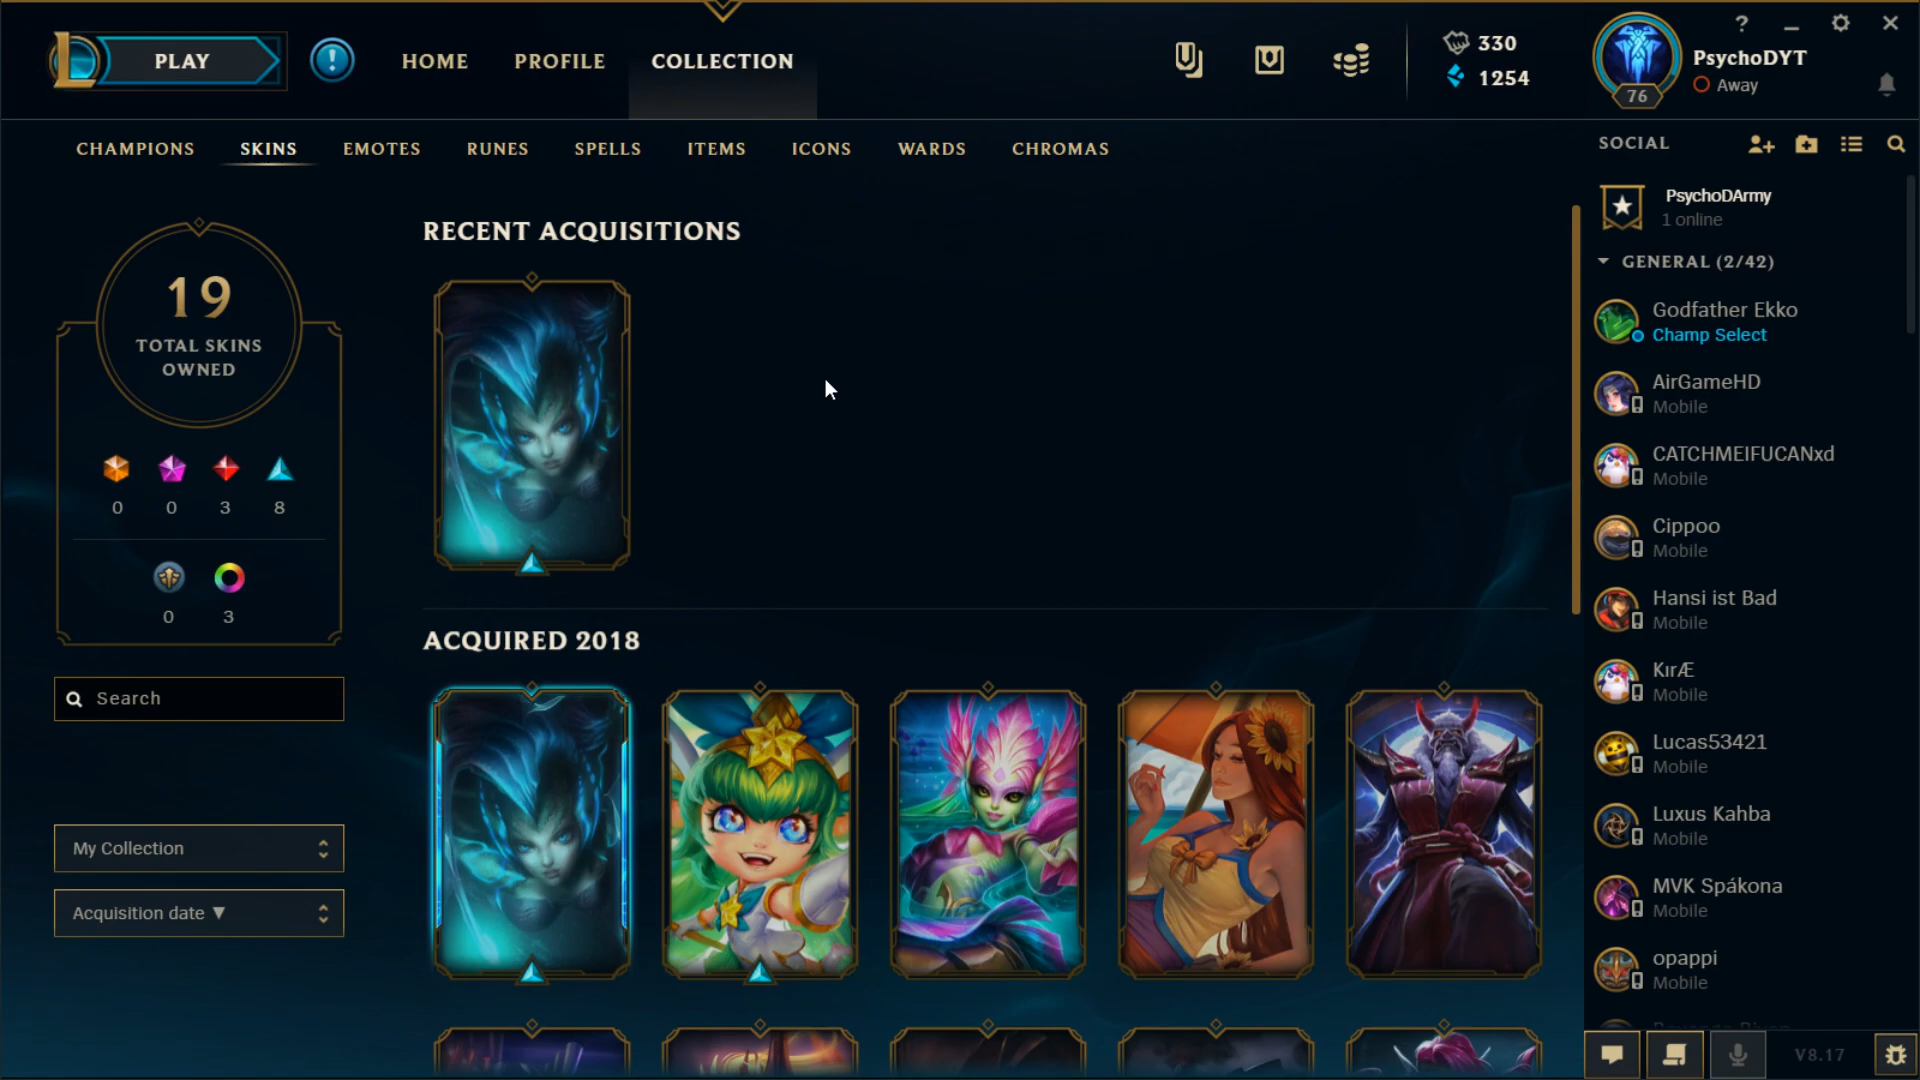 PLAY
HOME
PROFILE
COLLECTION
330
1254
76
?
PsychoDYT
Away
CHAMPIONS
SKINS
EMOTES
RUNES
SPELLS
ITEMS
ICONS
WARDS
CHROMAS
19
TOTAL SKINS
OWNED
0
0
3
8
0
3
Search
My Collection
Acquisition date ▼
RECENT ACQUISITIONS
ACQUIRED 2018
SOCIAL
PsychoDArmy
1 online
GENERAL (2/42)
Godfather Ekko
Champ Select
AirGameHD
Mobile
CATCHMEIFUCANxd
Mobile
Cippoo
Mobile
Hansi ist Bad
Mobile
KırÆ
Mobile
Lucas53421
Mobile
Luxus Kahba
Mobile
MVK Spákona
Mobile
opappi
Mobile
V8.17